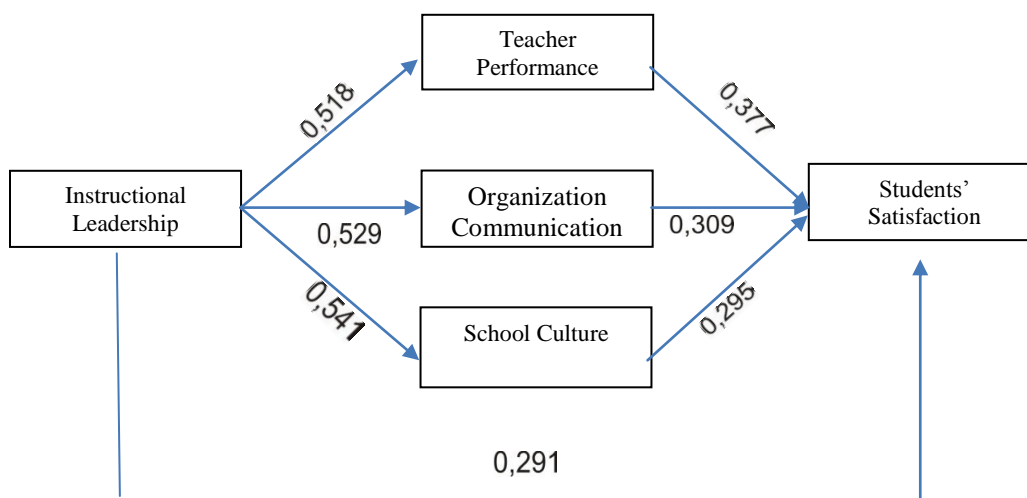 Teacher
Performance
0,518
0,377
Instructional
Leadership
Organization
Communication
Students’
Satisfaction
0,529
0,309
0,541
School Culture
0,295
0,291